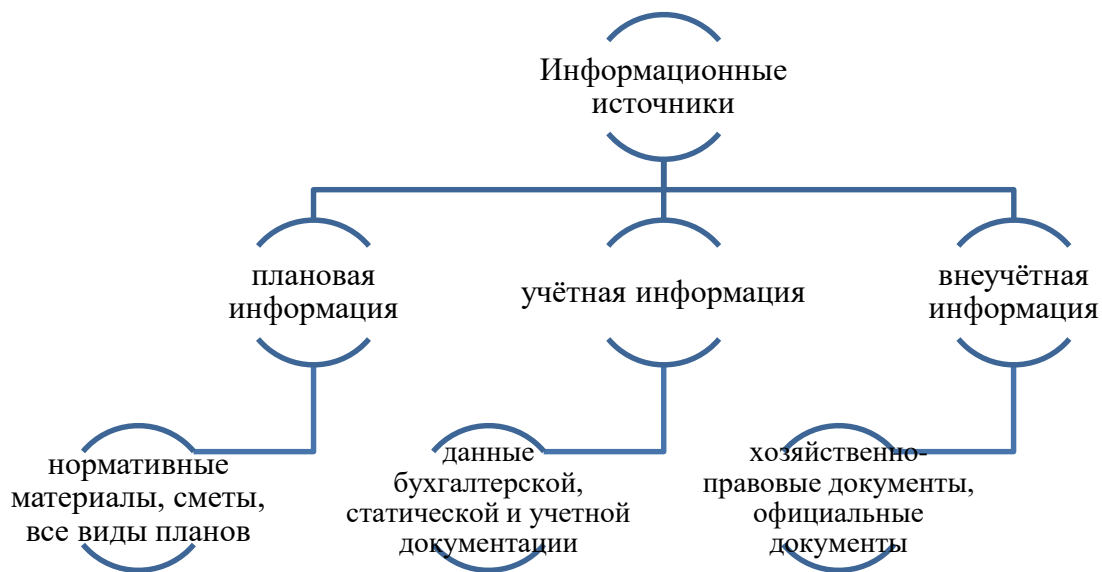 Информационные
источники
плановая
информация
учётная информация
внеучётная
информация
нормативные
материалы, сметы,
все виды планов
данные
бухгалтерской,
статической и учетной
документации
хозяйственно-
правовые документы,
официальные
документы